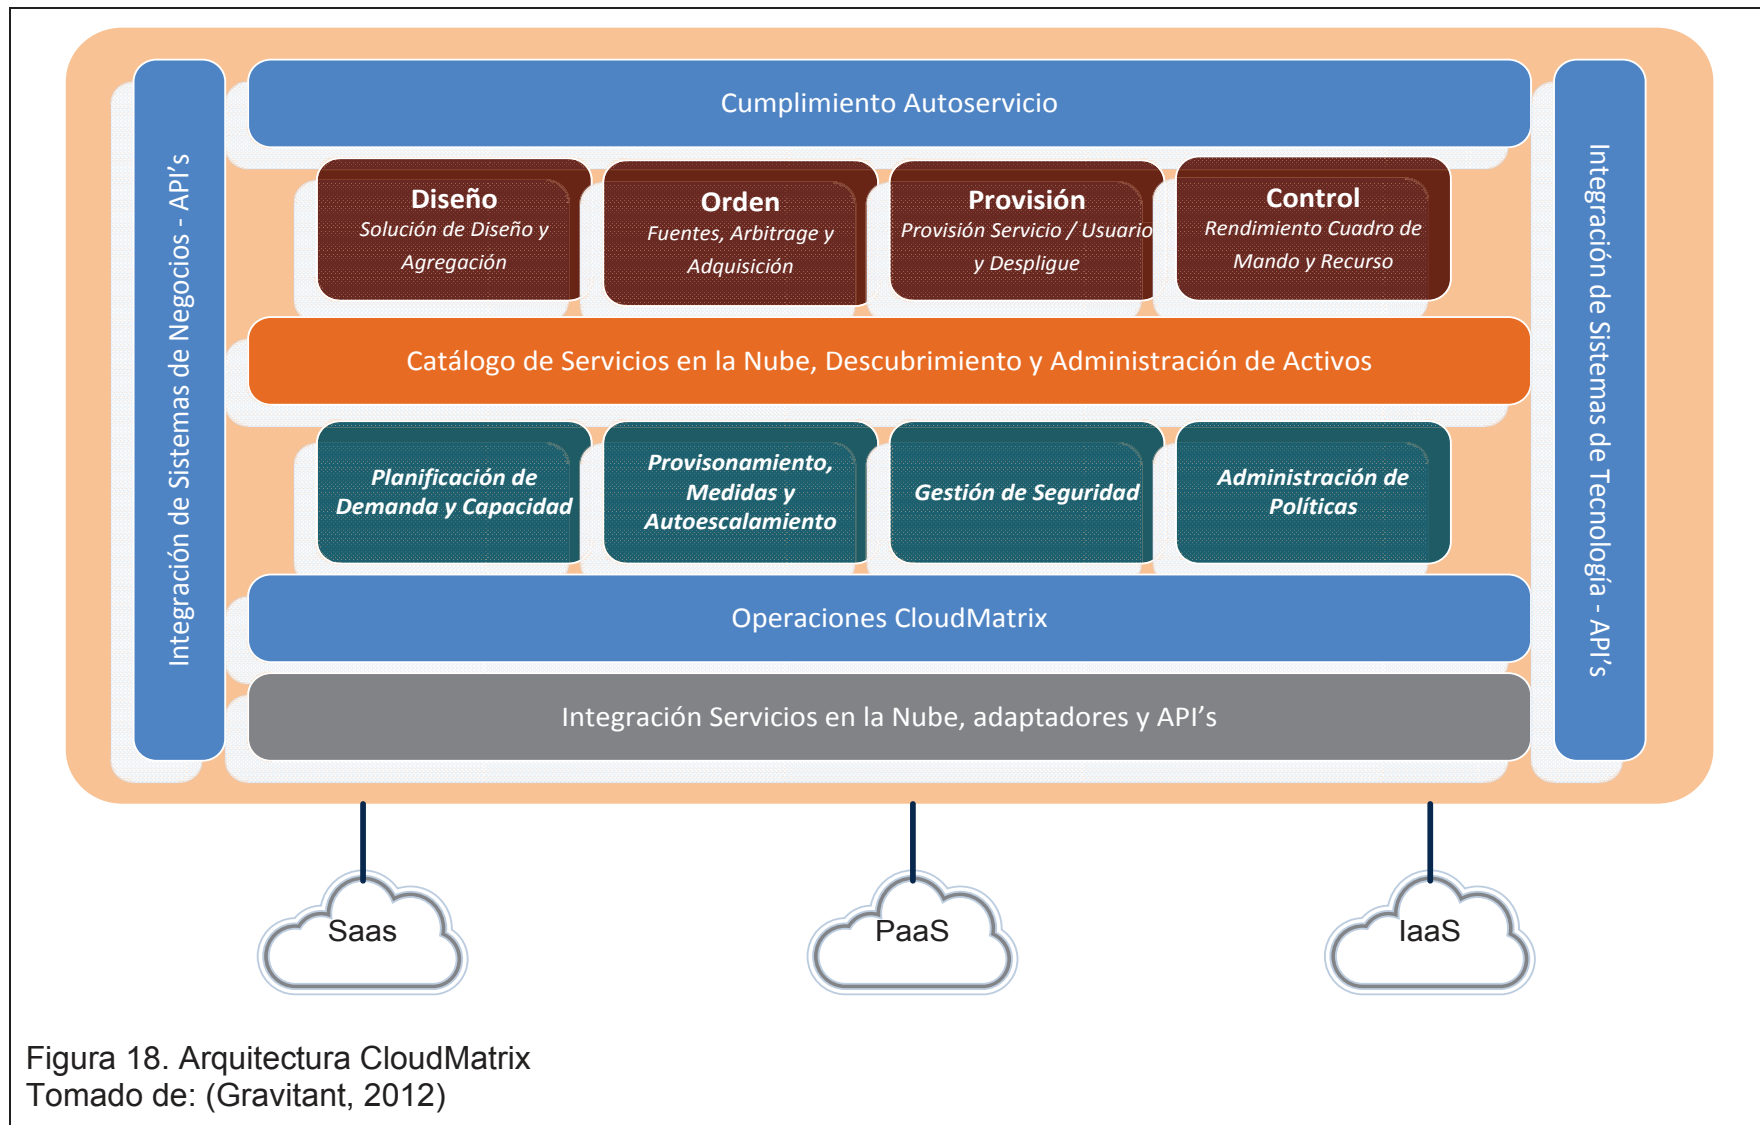 Cumplimiento Autoservicio
Integración de Sistemas de Negocios - API's
Diseño
Solución de Diseño y
Agregación
Orden
Fuentes, Arbitrage y
Adquisición
Provisión
Provisión Servicio / Usuario
y Despligue
Control
Rendimiento Cuadro de
Mando y Recurso
Integración de Sistemas de Tecnología - API's
Catálogo de Servicios en la Nube, Descubrimiento y Administración de Activos
Planificación de
Demanda y Capacidad
Provisonamiento,
Medidas y
Autoescalamiento
Gestión de Seguridad
Administración de
Políticas
Operaciones CloudMatrix
Integración Servicios en la Nube, adaptadores y API's
Saas
PaaS
IaaS
Figura 18. Arquitectura CloudMatrix
Tomado de: (Gravitant, 2012)